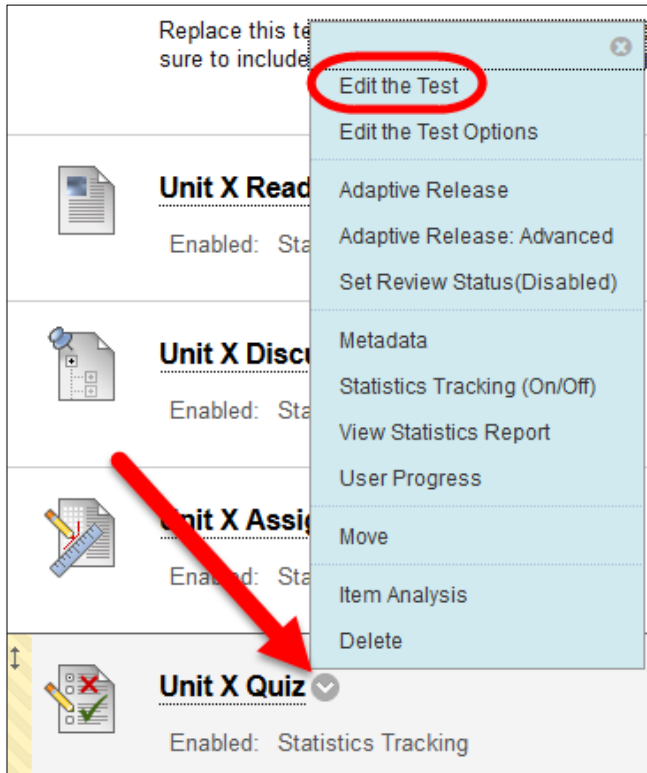 Replace this te
sure to include
Edit the Test
Edit the Test Options
Adaptive Release
Adaptive Release: Advanced
Set Review Status(Disabled)
Metadata
Statistics Tracking (On/Off)
View Statistics Report
User Progress
Move
Item Analysis
Delete
Unit X Read
Enabled: Sta
Unit X Disc
Enabled: Sta
Unit X Assig
Enabled: Sta
Unit X Quiz
Enabled: Statistics Tracking